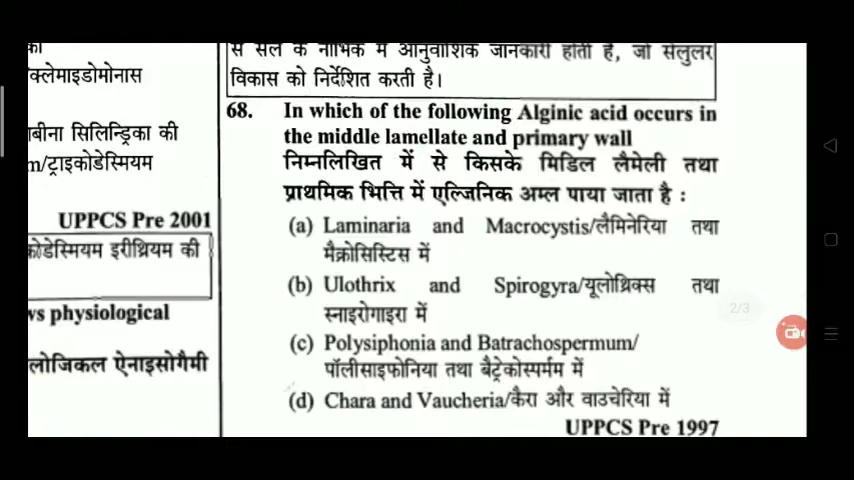 क्लेमाइडोमोनास
बीना सिलिन्ड्रिका की
m/ट्राइकोडेस्मियम
UPPCS Pre 2001
कोडेस्मियम इरीथ्रियम की
ws physiological
लोजिकल ऐनाइसोगैमी
से सेल के नाभिक में आनुवांशिक जानकारी होती है, जो सेलुलर
विकास को निर्देशित करती है।
68. In which of the following Alginic acid occurs in
the middle lamellate and primary wall
निम्नलिखित में से किसके मिडिल लैमेली तथा
प्राथमिक भित्ति में एल्जिनिक अम्ल पाया जाता है :
(a) Laminaria and Macrocystis/लैमिनेरिया तथा
मैक्रोसिस्टिस में
(b) Ulothrix and Spirogyra/यूलोथ्रिक्स तथा
स्नाइरोगाइरा में
(c) Polysiphonia and Batrachospermum/
पॉलीसाइफोनिया तथा बैट्रेकोस्पर्मम में
(d) Chara and Vaucheria/कैरा और वाउचेरिया में
UPPCS Pre 1997
2/3